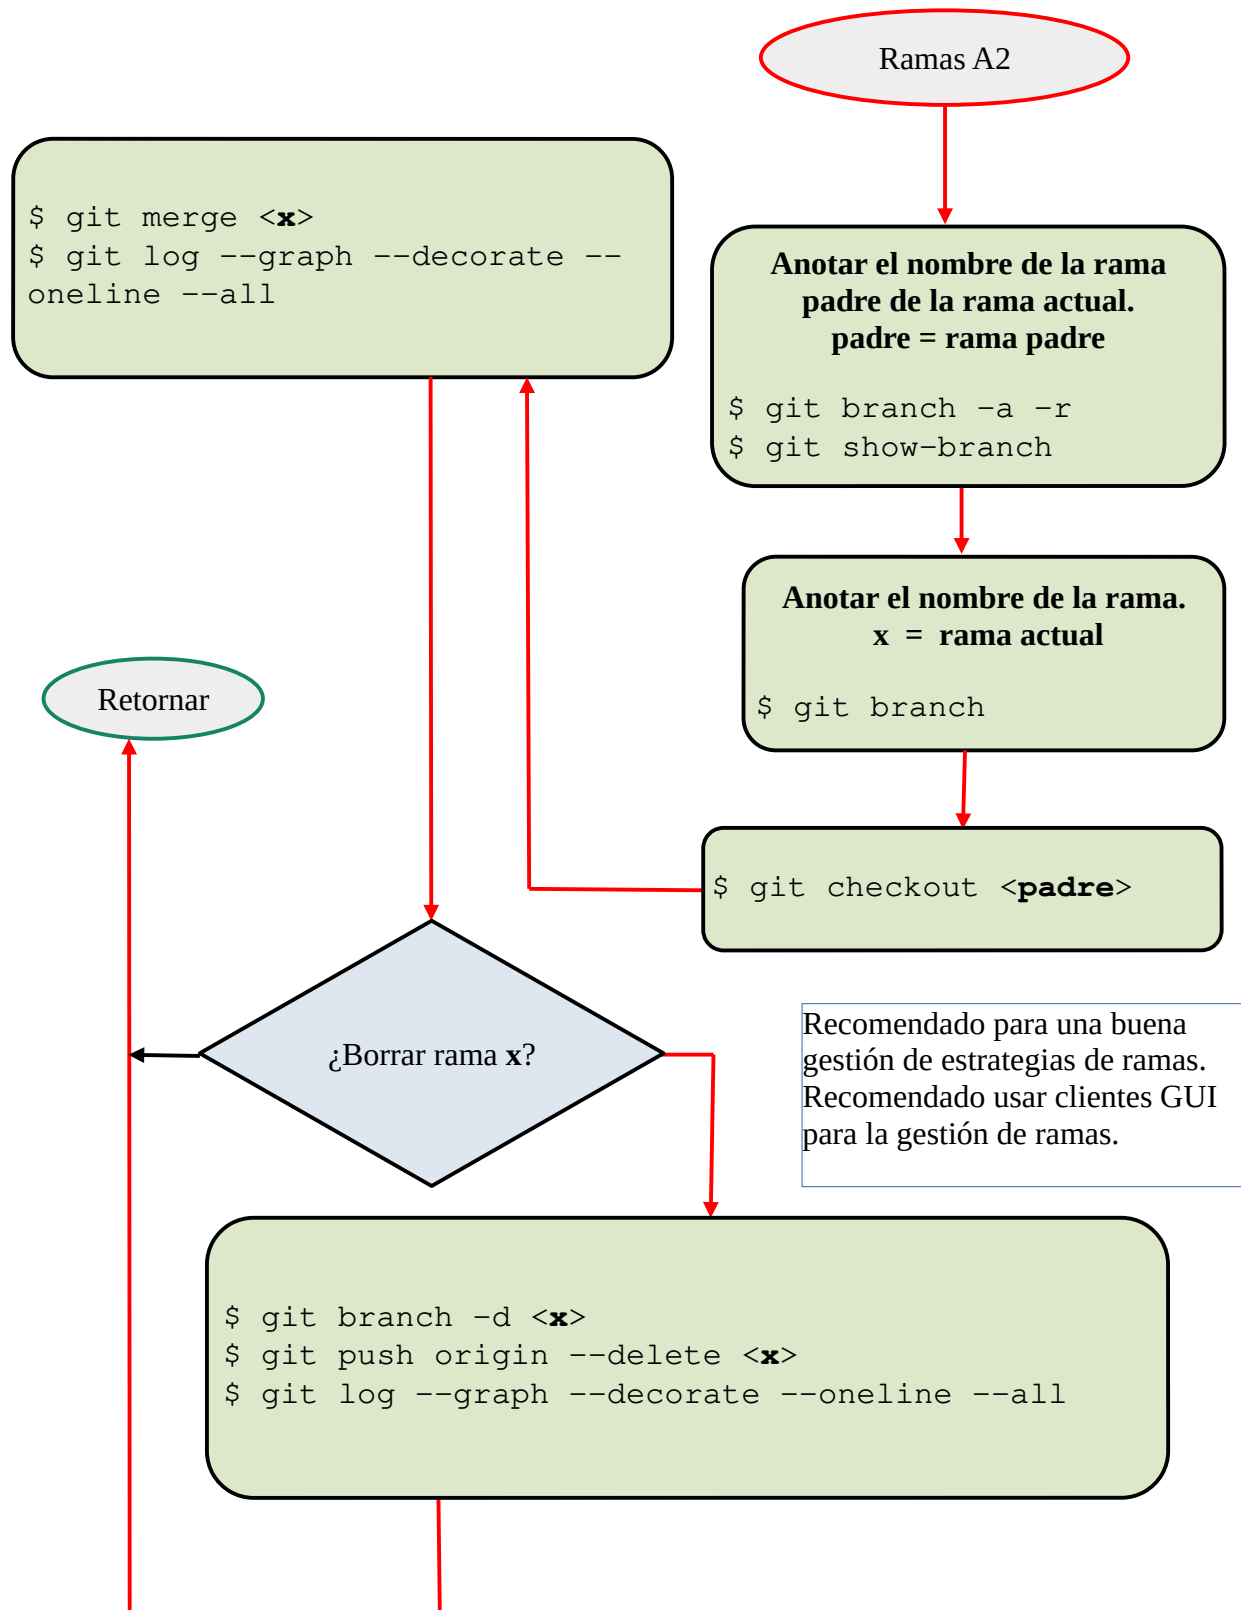 Ramas A2
Anotar el nombre de la rama
padre de la rama actual.
padre = rama padre
$ git branch -a -r
$ git show-branch
Anotar el nombre de la rama.
x = rama actual
$ git branch
$ git checkout <padre>
$ git merge <x>
$ git log --graph --decorate --
oneline --all
¿Borrar rama x?
Retornar
Recomendado para una buena
gestión de estrategias de ramas.
Recomendado usar clientes GUI
para la gestión de ramas.
$ git branch -d <x>
$ git push origin --delete <x>
$ git log --graph --decorate --oneline --all